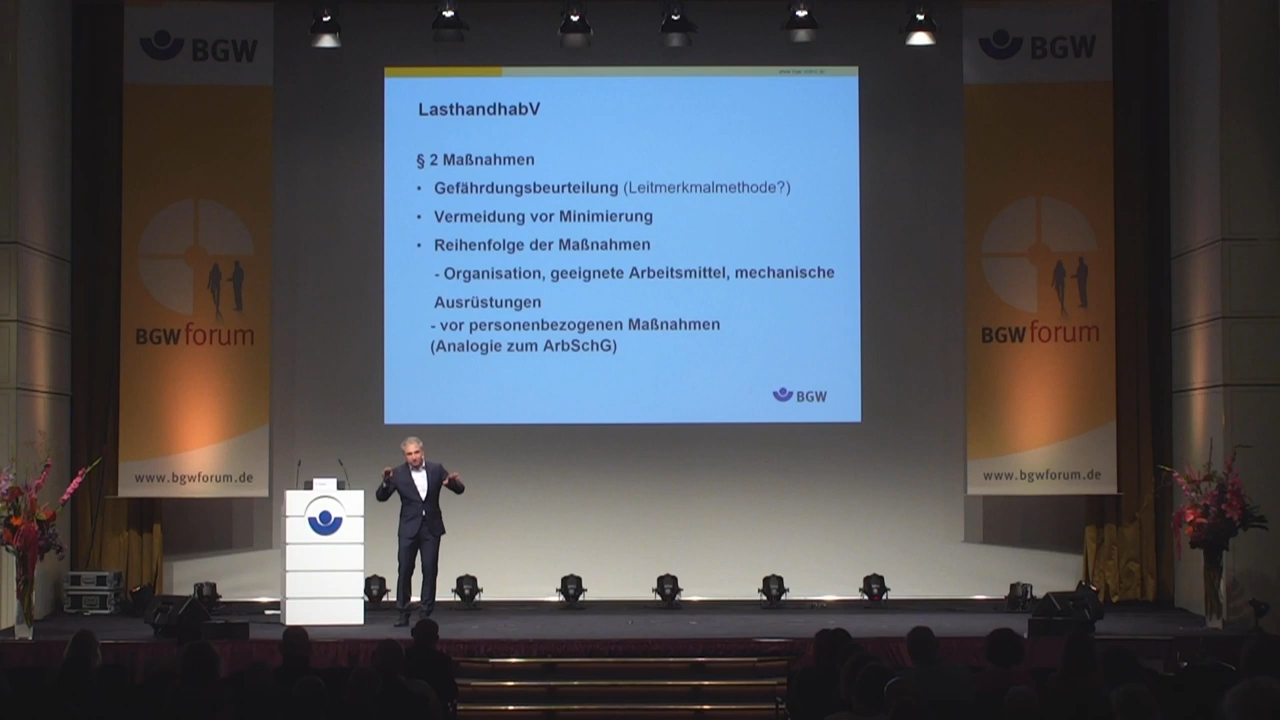 BGW
BGW
LasthandhabV
§ 2 Maßnahmen
• Gefährdungsbeurteilung (Leitmerkmalmethode?)
• Vermeidung vor Minimierung
• Reihenfolge der Maßnahmen
- Organisation, geeignete Arbeitsmittel, mechanische
Ausrüstungen
- vor personenbezogenen Maßnahmen
(Analogie zum ArbSchG)
BGW
BGW forum
BGW forum
www.bgwforum.de
www.bgwforum.de